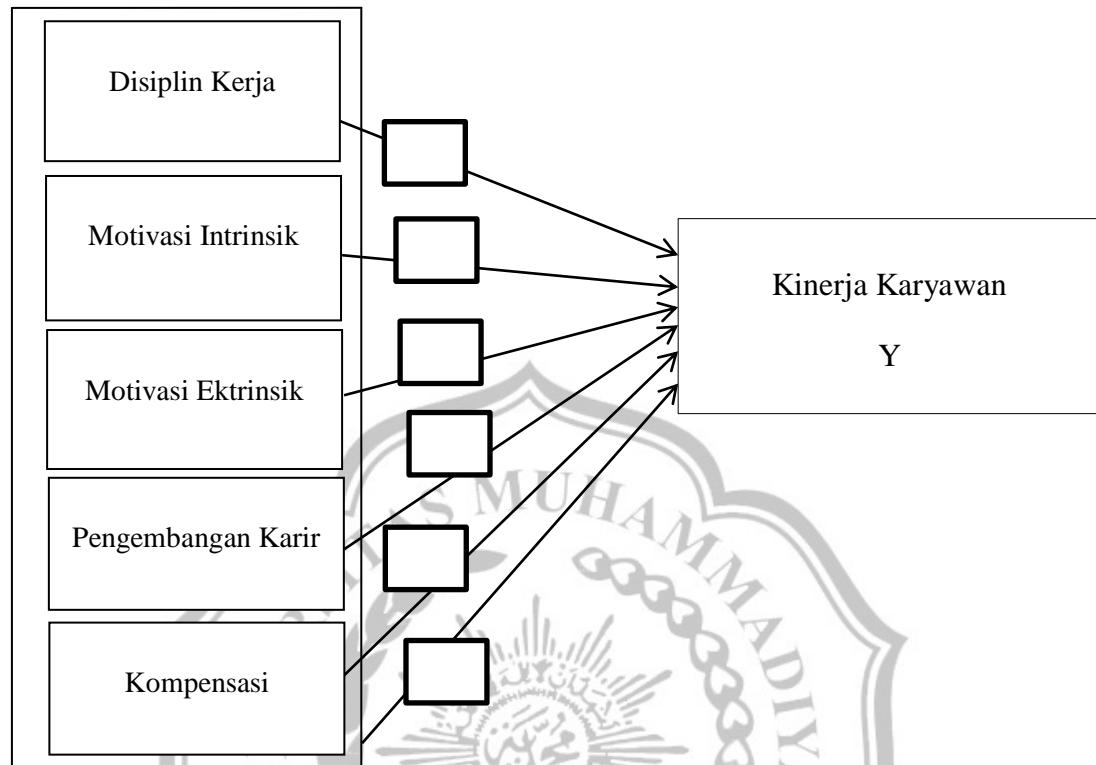 Disiplin Kerja
Motivasi Intrinsik
Kinerja Karyawan
Y
Motivasi Ektrinsik
Pengembangan Karir
Kompensasi